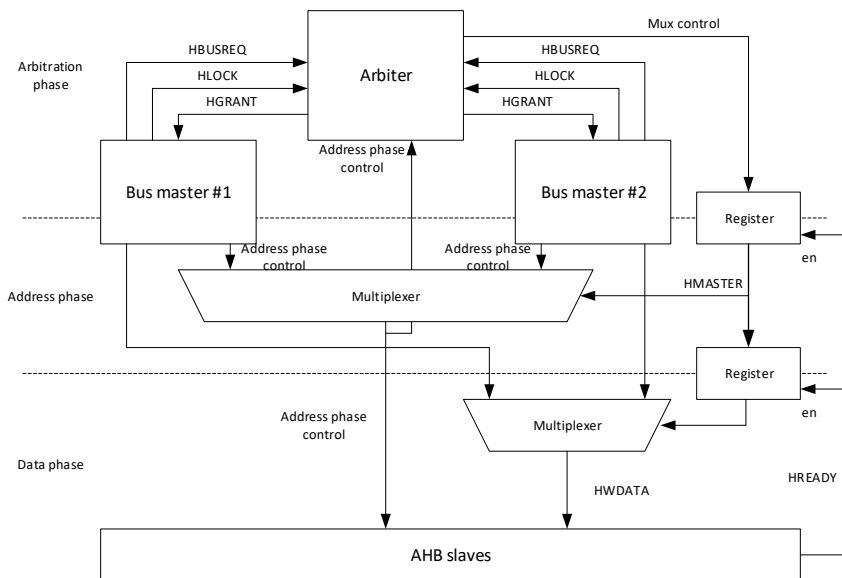 Mux control
HBUSREQ
HBUSREQ
Arbitration
phase
Arbiter
HLOCK
HLOCK
HGRANT
HGRANT
Address phase
control
Bus master #1
Bus master #2
Register
Address phase
control
Address phase
control
en
HMASTER
Address phase
Multiplexer
Register
Address phase
control
en
Multiplexer
Data phase
HREADY
HWDATA
AHB slaves